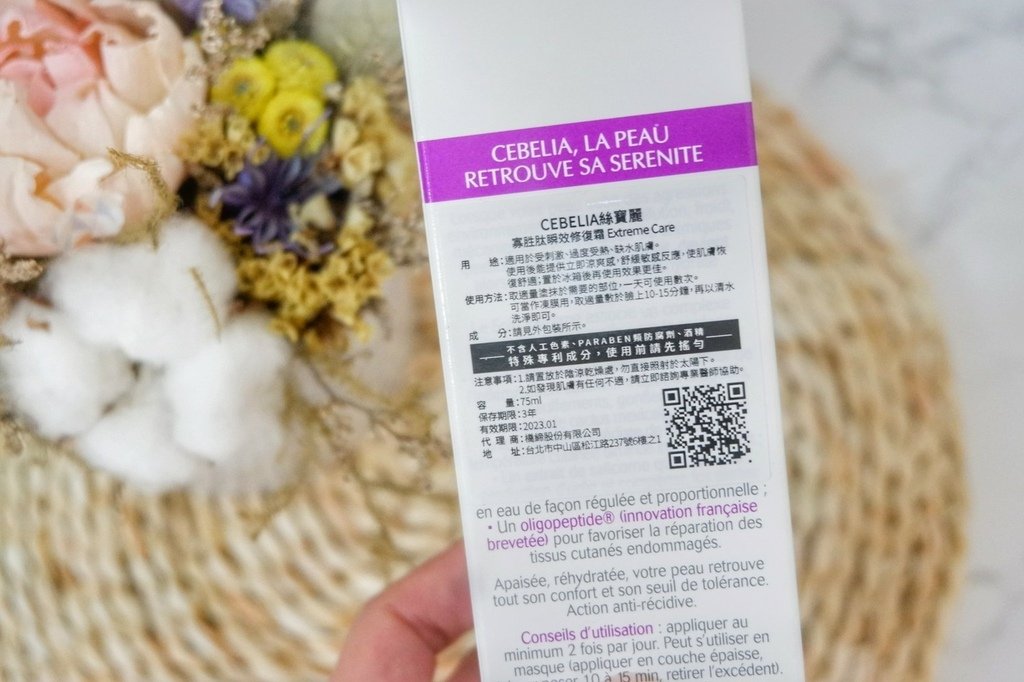 CEBELIA, LA PEAÙ
RETROUVE SA SERENITE
CEBELIA絲寶麗
寡胜肽瞬效修復霜 Extreme Care
用 途:適用於受刺激、過度受熱、缺水肌膚。
使用後能提供立即涼爽感,舒緩敏感反應,使肌膚恢
復舒適;置於冰箱後再使用效果更佳。
使用方法:取適量塗抹於需要的部位,一天可使用數次。
可當作凍膜用,取適量敷於臉上10-15分鐘,再以清水
洗淨即可。
成 分:請見外包裝所示。
不含人工色素、PARABEN類防腐劑、酒精
特殊專利成分,使用前請先搖勻
注意事項:1.請置放於陰涼乾燥處,勿直接照射於太陽下。
2.如發現肌膚有任何不適,請立即諮詢專業醫師協助。
容 量:75ml
保存期限:3年
有效期限:2023.01
代 理 商:橋締股份有限公司
地 址:台北市中山區松江路237號6樓之1
en eau de façon régulée et proportionnelle ;
• Un oligopeptide® (innovation française
brevetée) pour favoriser la réparation des
tissus cutanés endommagés.
Apaisée, réhydratée, votre peau retrouve
tout son confort et son seuil de tolérance.
Action anti-récidive.
Conseils d'utilisation : appliquer au
minimum 2 fois par jour. Peut s'utiliser en
masque (appliquer en couche épaisse,
10 à 15 min, retirer l'excédent).